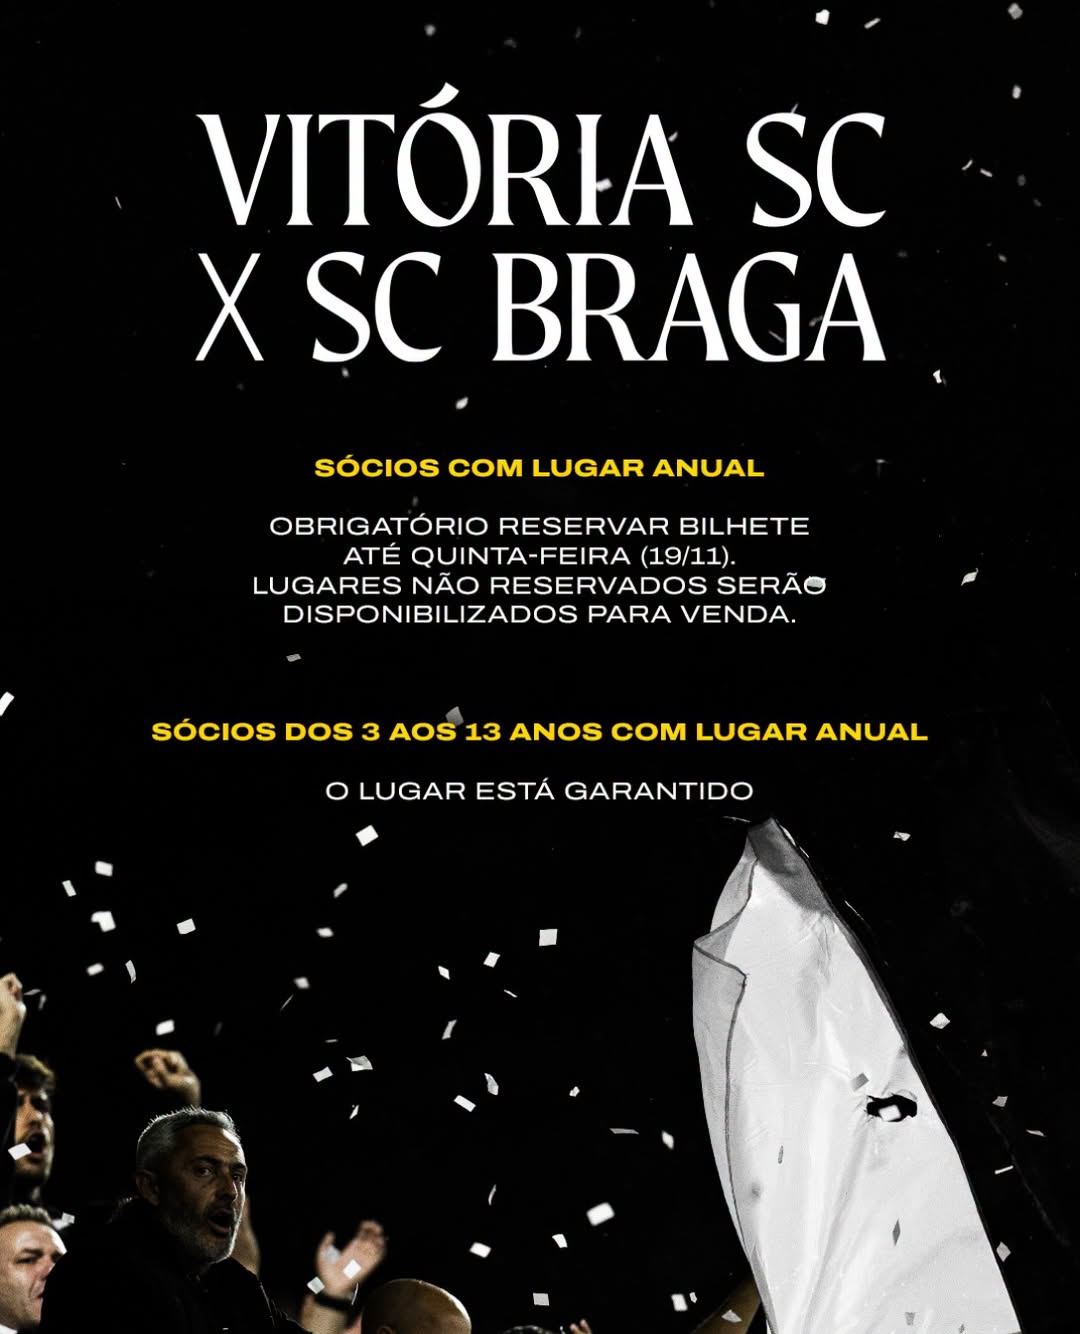 VITÓRIA SC
X SC BRAGA
SÓCIOS COM LUGAR ANUAL
OBRIGATÓRIO RESERVAR BILHETE
ATÉ QUINTA-FEIRA (19/11).
LUGARES NÃO RESERVADOS SERÃO
DISPONIBILIZADOS PARA VENDA.
SÓCIOS DOS 3 AOS 13 ANOS COM LUGAR ANUAL
O LUGAR ESTÁ GARANTIDO